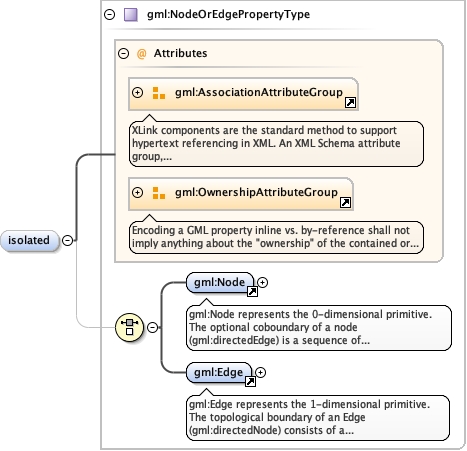 gml:NodeOrEdgePropertyType
@ Attributes
gml:AssociationAttributeGroup
XLink components are the standard method to support
hypertext referencing in XML. An XML Schema attribute
group,...
gml:OwnershipAttributeGroup
Encoding a GML property inline vs. by-reference shall not
imply anything about the "ownership" of the contained or...
isolated
gml:Node
gml:Node represents the 0-dimensional primitive.
The optional coboundary of a node
(gml:directedEdge) is a sequence of...
gml:Edge
gml:Edge represents the 1-dimensional primitive.
The topological boundary of an Edge
(gml:directedNode) consists of a...